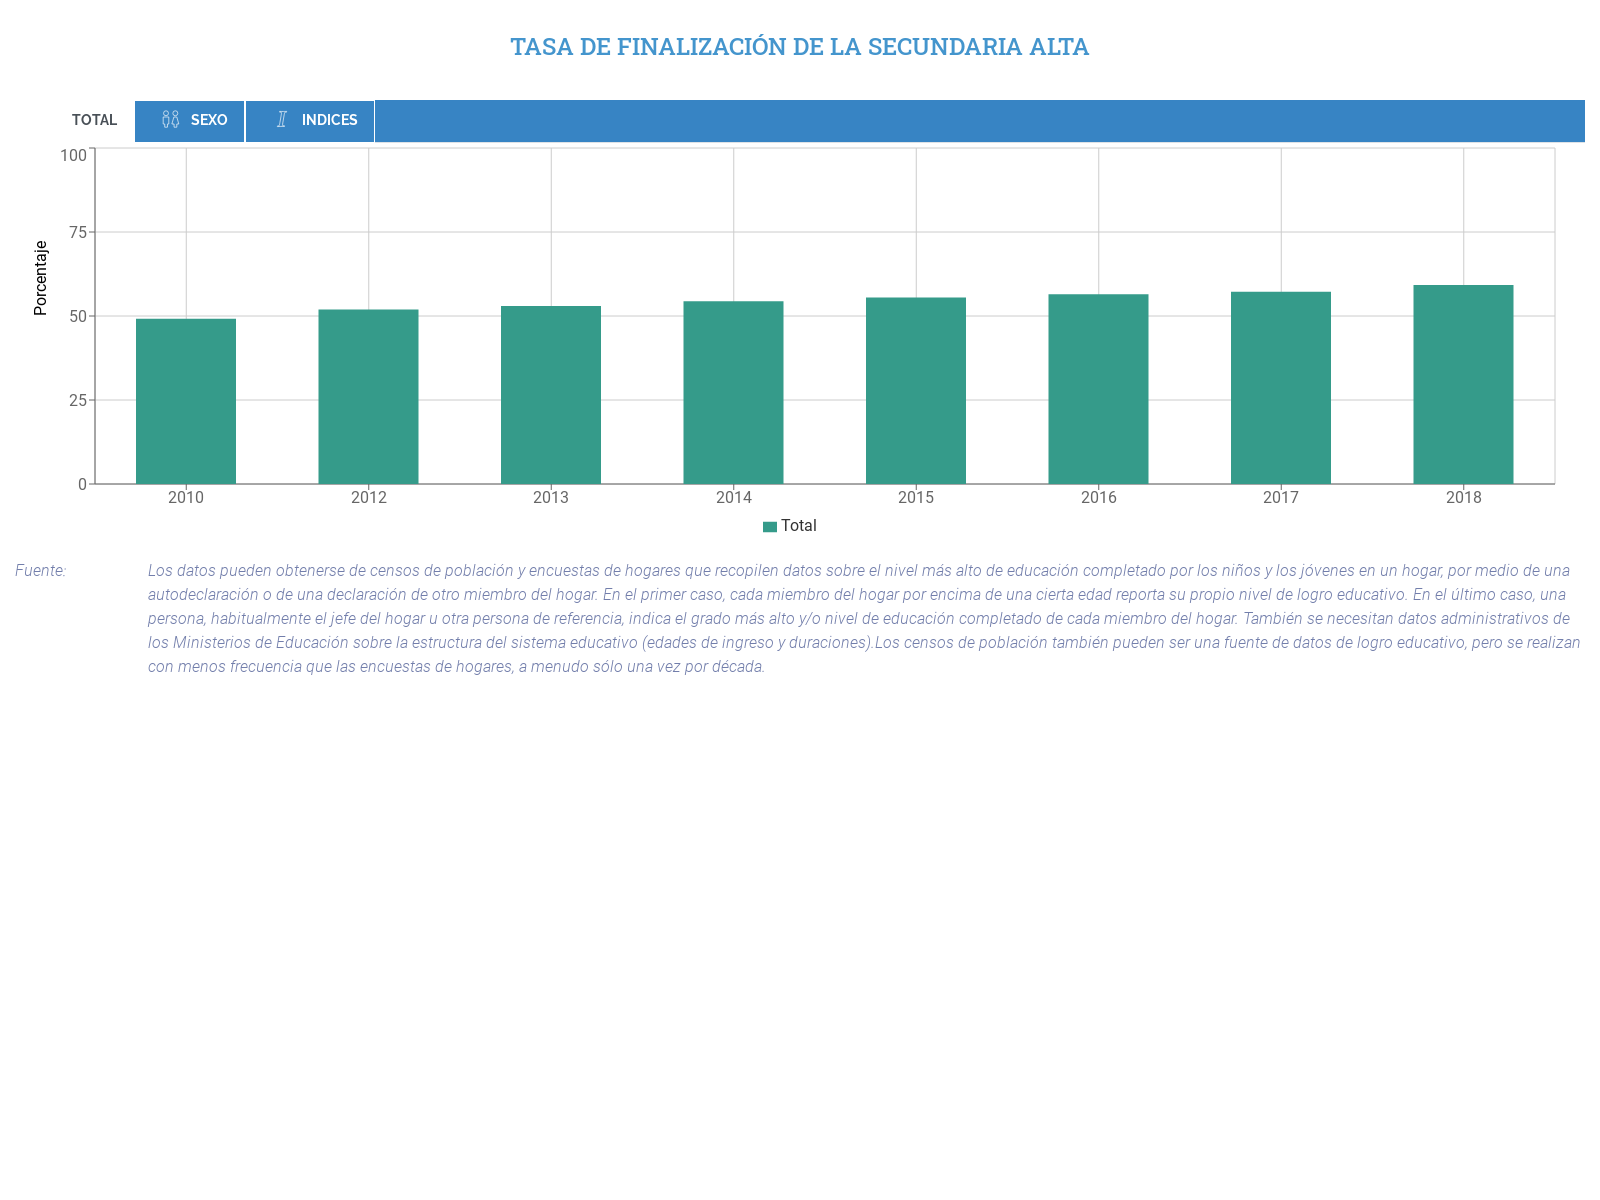 TASA DE FINALIZACIÓN DE LA SECUNDARIA ALTA
TOTAL SEXO INDICES
Porcentaje
100
75
50
25
0
2010 2012 2013 2014 2015 2016 2017 2018
Total
Fuente: Los datos pueden obtenerse de censos de población y encuestas de hogares que recopilen datos sobre el nivel más alto de educación completado por los niños y los jóvenes en un hogar, por medio de una
autodeclaración o de una declaración de otro miembro del hogar. En el primer caso, cada miembro del hogar por encima de una cierta edad reporta su propio nivel de logro educativo. En el último caso, una
persona, habitualmente el jefe del hogar u otra persona de referencia, indica el grado más alto y/o nivel de educación completado de cada miembro del hogar. También se necesitan datos administrativos de
los Ministerios de Educación sobre la estructura del sistema educativo (edades de ingreso y duraciones).Los censos de población también pueden ser una fuente de datos de logro educativo, pero se realizan
con menos frecuencia que las encuestas de hogares, a menudo sólo una vez por década.